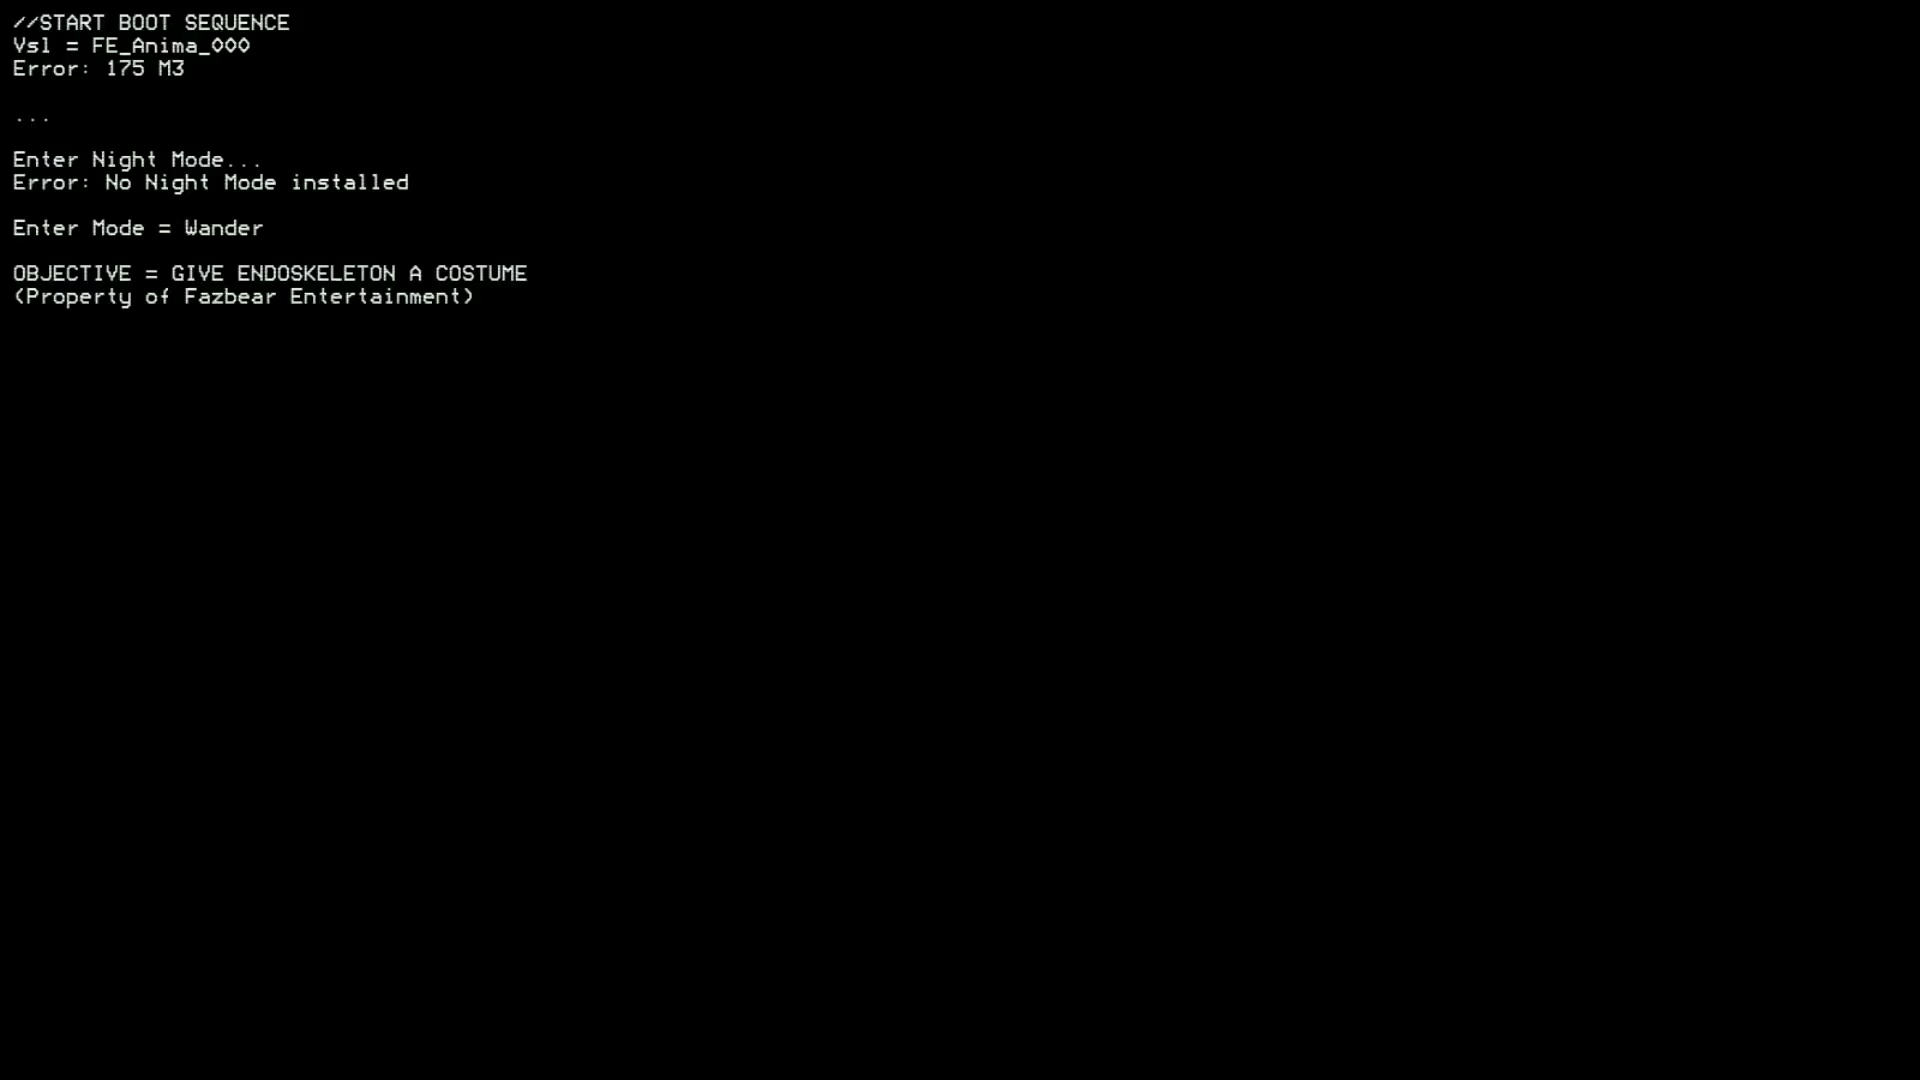 //START BOOT SEQUENCE
Vsl = FE_Anima_000
Error: 175 M3
...
Enter Night Mode...
Error: No Night Mode installed
Enter Mode = Wander
OBJECTIVE = GIVE ENDOSKELETON A COSTUME
(Property of Fazbear Entertainment)